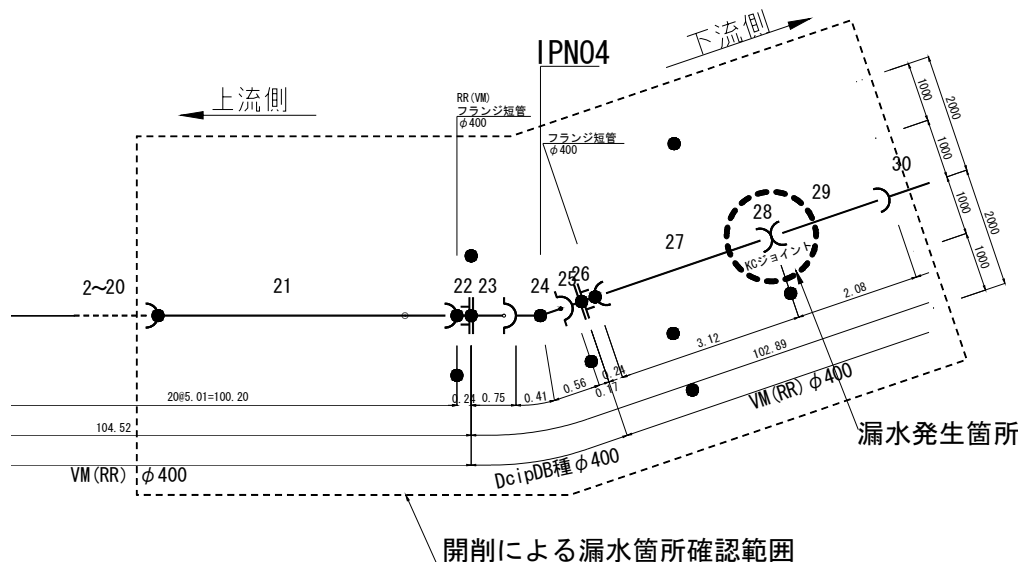 下流側
IPNO4
上流側
RR(VM)
フランジ短管
φ400
フランジ短管
φ400
1000
2000
1000
1000
2000
1000
30
29
28
27
KCジョイント
26
25
24
22 23
21
2～20
2.08
3.12
102.89
0.24
0.17
0.56
0.41
0.75
0.24
20@5.01=100.20
104.52
VM(RR) φ400
DcipDB種φ400
VM(RR)φ400
漏水発生箇所
開削による漏水箇所確認範囲